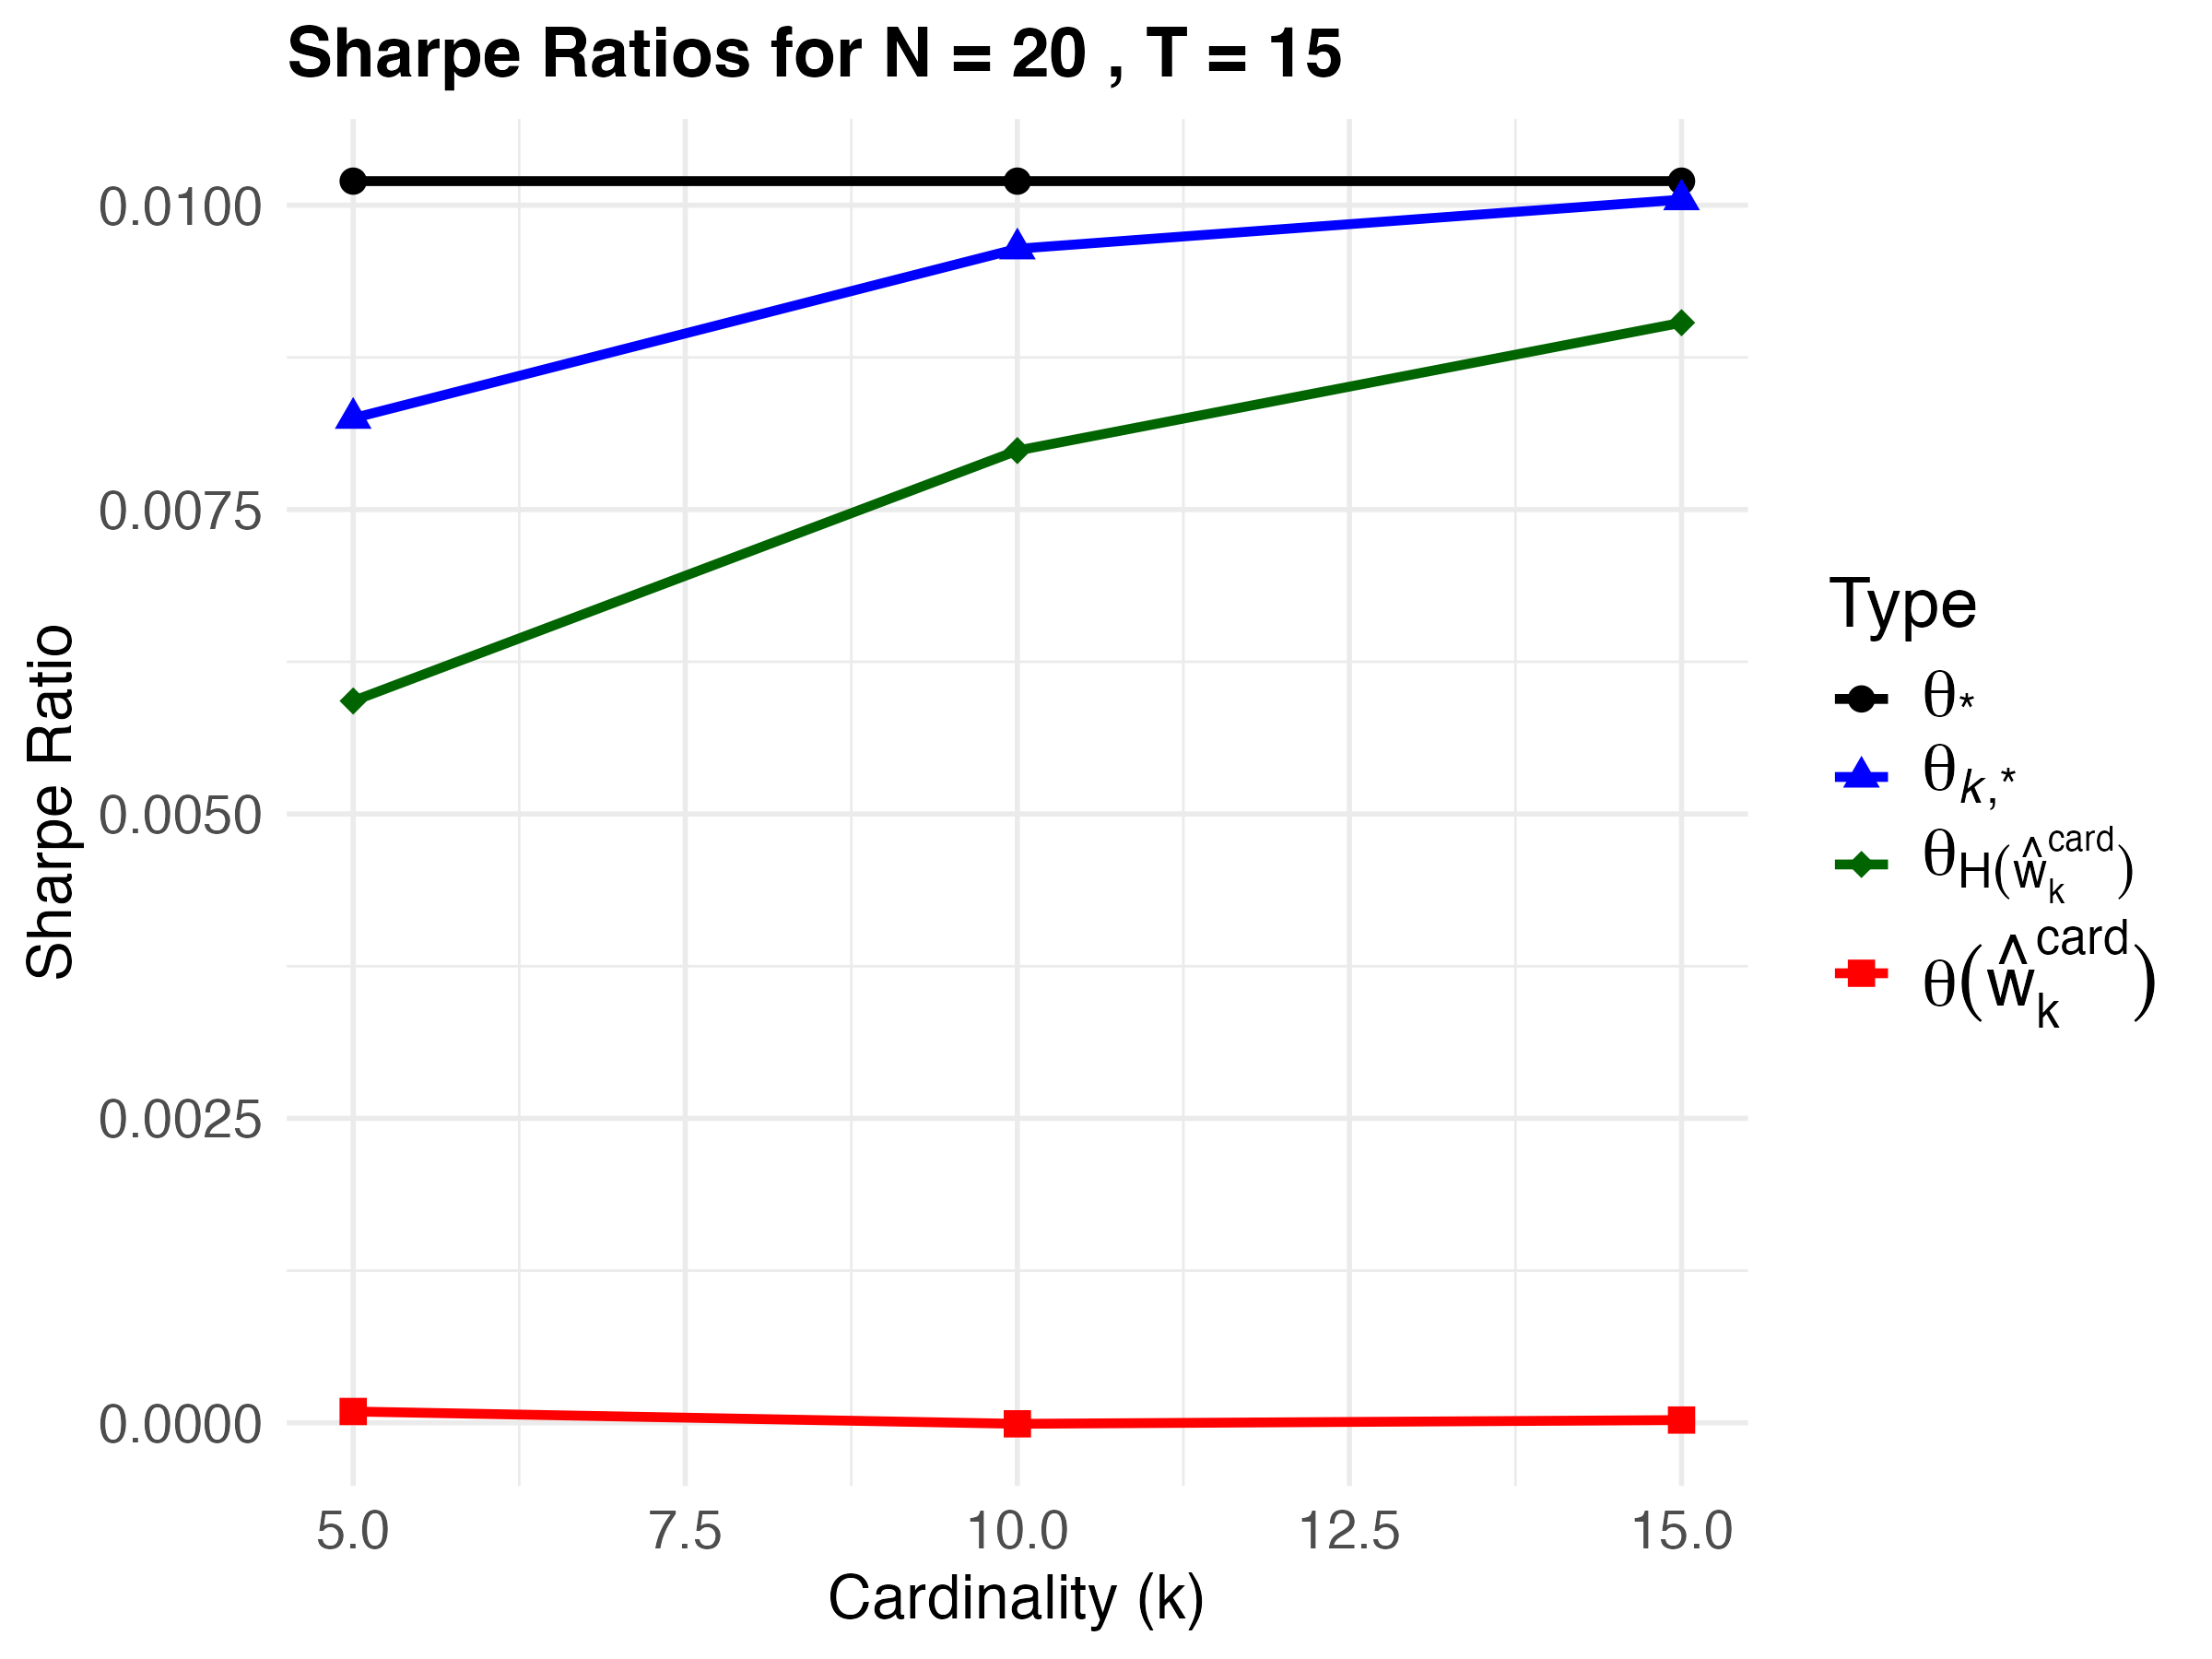 Sharpe Ratios for N = 20 , T = 15
Sharpe Ratio
0.0100
0.0075
0.0050
0.0025
0.0000
5.0 7.5 10.0 12.5 15.0
Cardinality (k)
Type
θ*
θk,*
θH(ŵkcard)
θ(ŵkcard)